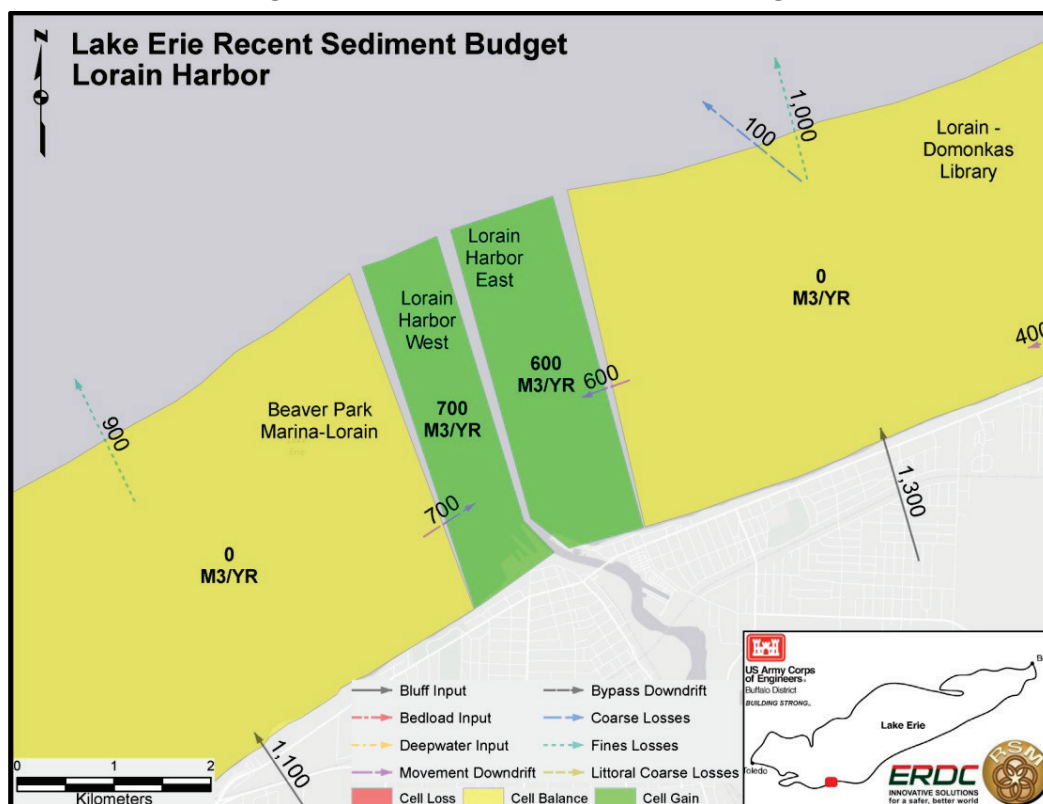 Lake Erie Recent Sediment Budget
Lorain Harbor
N
1,000
100
Lorain -
Domonkas
Library
Lorain
Harbor
East
Lorain
Harbor
West
0
M3/YR
400
600
M3/YR
600
700
M3/YR
Beaver Park
Marina-Lorain
900
700
1,300
0
M3/YR
1,100
0 1 2
Kilometers
Bluff Input
Bypass Downdrift
Bedload Input
Coarse Losses
Deepwater Input
Fines Losses
Movement Downdrift
Littoral Coarse Losses
Cell Loss
Cell Balance
Cell Gain
US Army Corps
of Engineers®
Buffalo District
BUILDING STRONG®
B
Lake Erie
Toledo
ERDC
INNOVATIVE SOLUTIONS
for a safer, better world
RSM